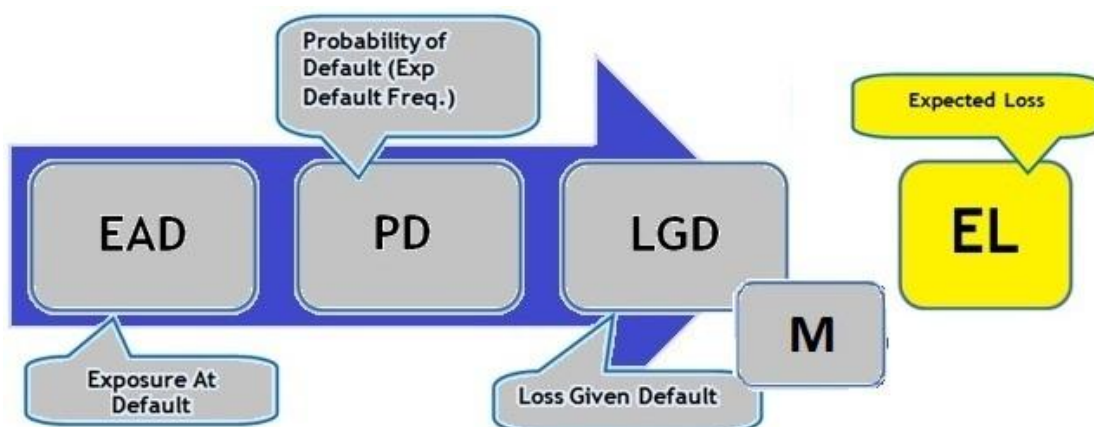 Probability of
Default (Exp
Default Freq.)
Expected Loss
EAD
PD
LGD
EL
M
Exposure At
Default
Loss Given Default